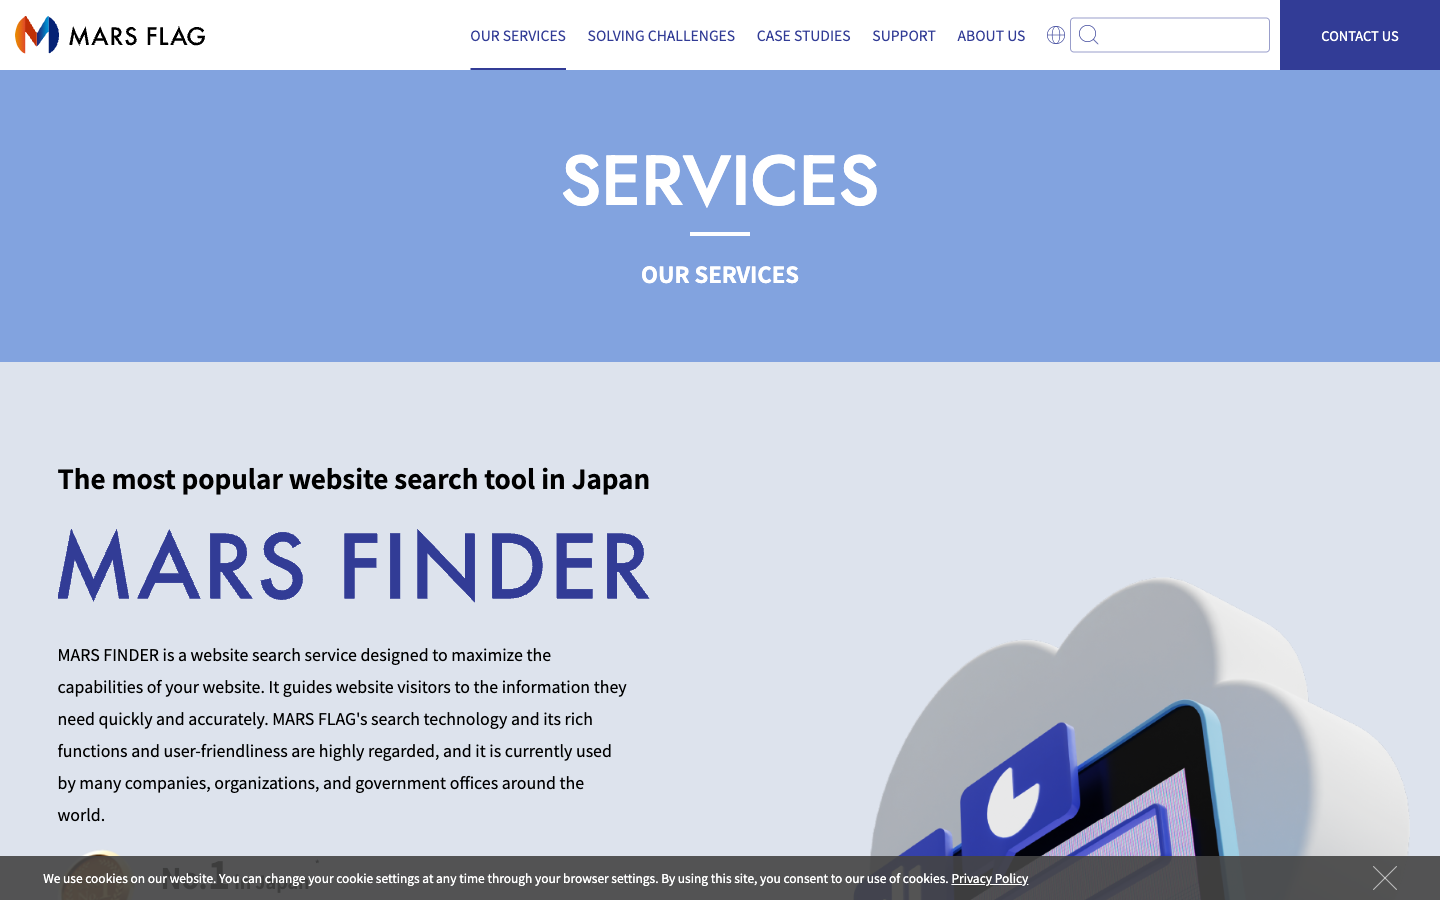 MARS FLAG
OUR SERVICES
SOLVING CHALLENGES
CASE STUDIES
SUPPORT
ABOUT US
CONTACT US
SERVICES
OUR SERVICES
The most popular website search tool in Japan
MARS FINDER
MARS FINDER is a website search service designed to maximize the
capabilities of your website. It guides website visitors to the information they
need quickly and accurately. MARS FLAG's search technology and its rich
functions and user-friendliness are highly regarded, and it is currently used
by many companies, organizations, and government offices around the
world.
No.1 in Japan
We use cookies on our website. You can change your cookie settings at any time through your browser settings. By using this site, you consent to our use of cookies. Privacy Policy